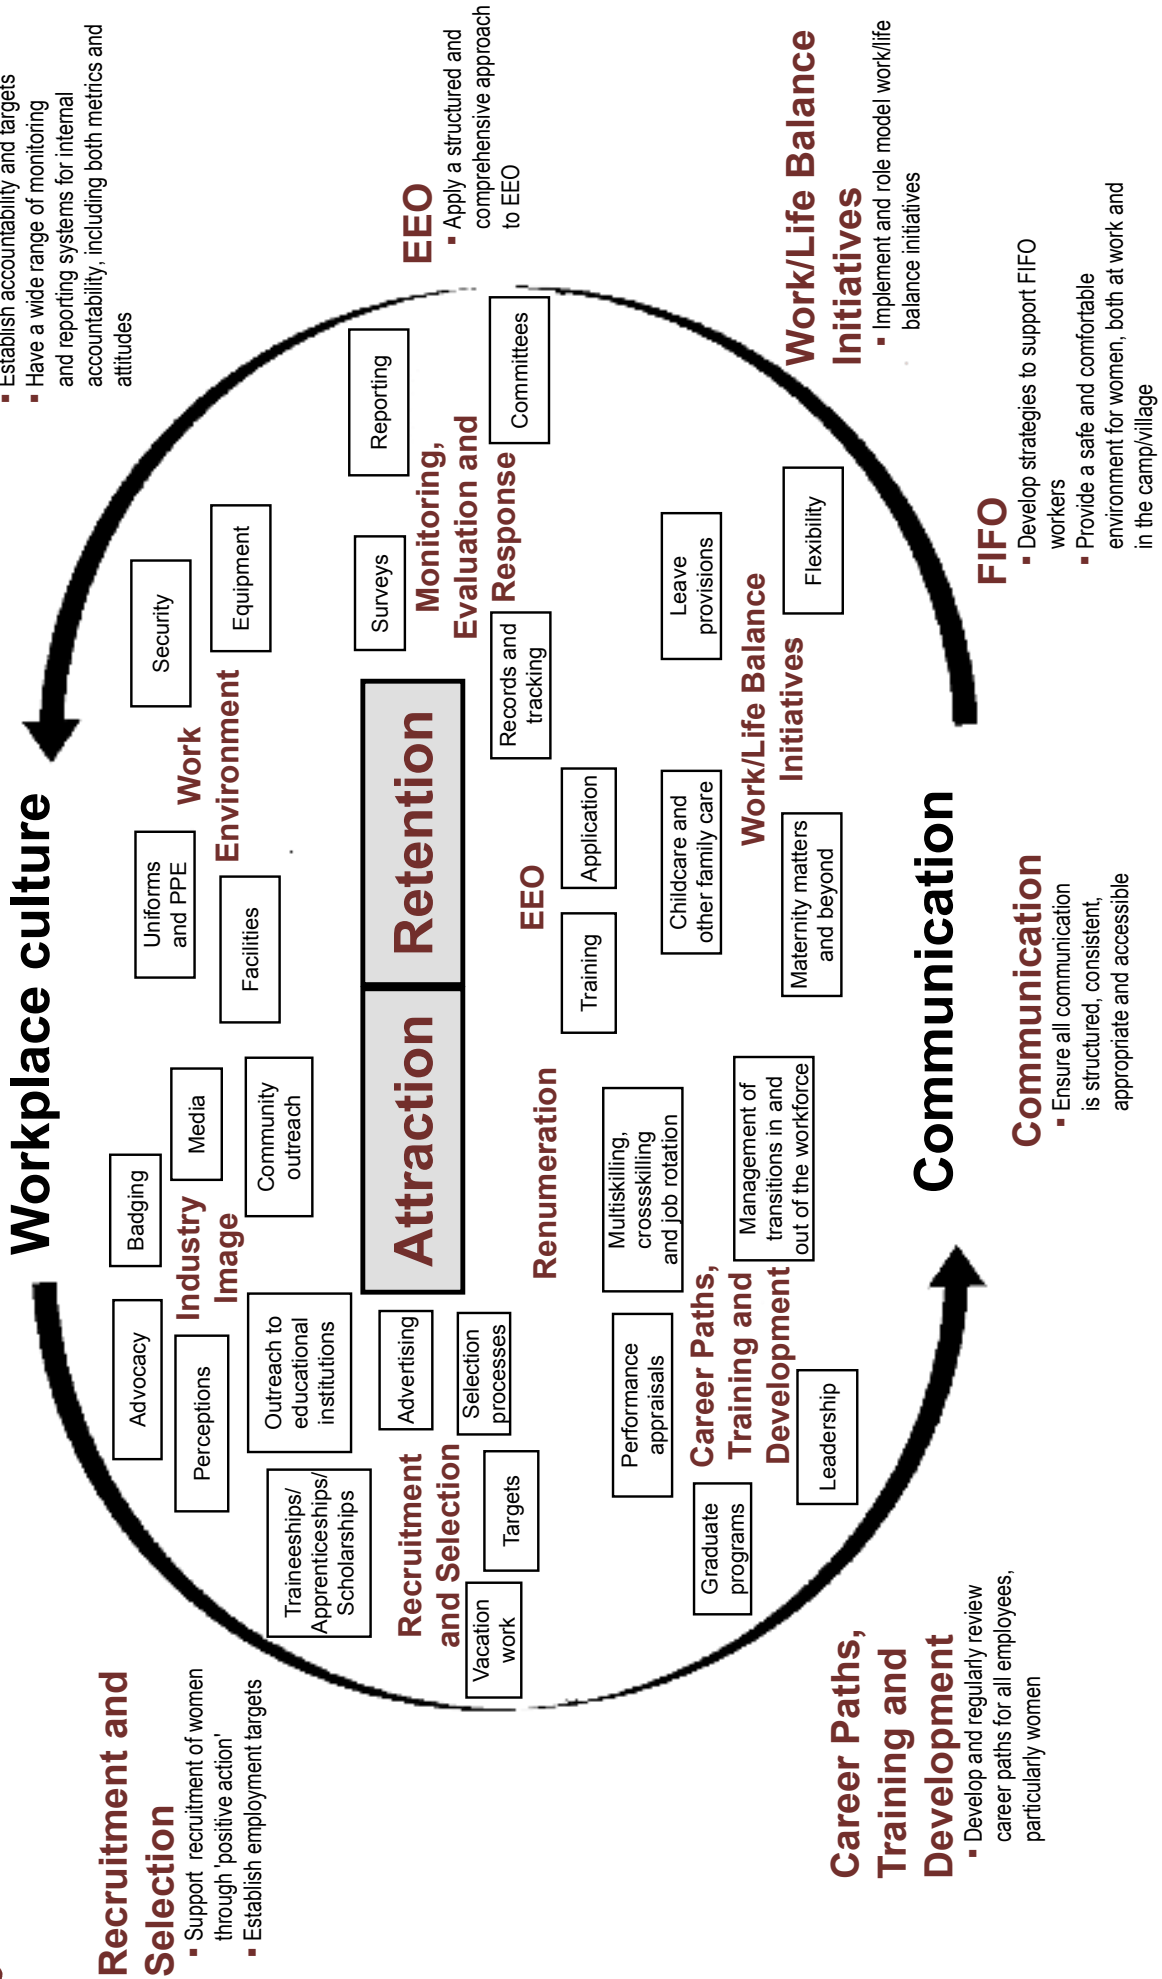 Workplace culture
Establish accountability and targets
▪ Have a wide range of monitoring
and reporting systems for internal
accountability, including both metrics and
attitudes
Recruitment and
Selection
▪ Support recruitment of women
through 'positive action'
▪ Establish employment targets
Advocacy
Badging
Perceptions
Media
Industry
Image
Outreach to
educational
institutions
Community
outreach
Traineeships/
Apprenticeships/
Scholarships
Uniforms
and PPE
Security
Work
Environment
Facilities
Equipment
Attraction
Retention
Advertising
Selection
processes
Recruitment
and Selection
Targets
Vacation
work
Surveys
Reporting
Monitoring,
Evaluation and
Response
Records and
tracking
Committees
EEO
▪ Apply a structured and
comprehensive approach
to EEO
Renumeration
EEO
Training
Application
Performance
appraisals
Multiskilling,
crossskilling
and job rotation
Career Paths,
Training and
Development
Graduate
programs
Management of
transitions in and
out of the workforce
Leadership
Childcare and
other family care
Leave
provisions
Work/Life Balance
Initiatives
Maternity matters
and beyond
Flexibility
Work/Life Balance
Initiatives
▪ Implement and role model work/life
balance initiatives
Communication
Career Paths,
Training and
Development
▪ Develop and regularly review
career paths for all employees,
particularly women
Communication
▪ Ensure all communication
is structured, consistent,
appropriate and accessible
FIFO
▪ Develop strategies to support FIFO
workers
▪ Provide a safe and comfortable
environment for women, both at work and
in the camp/village